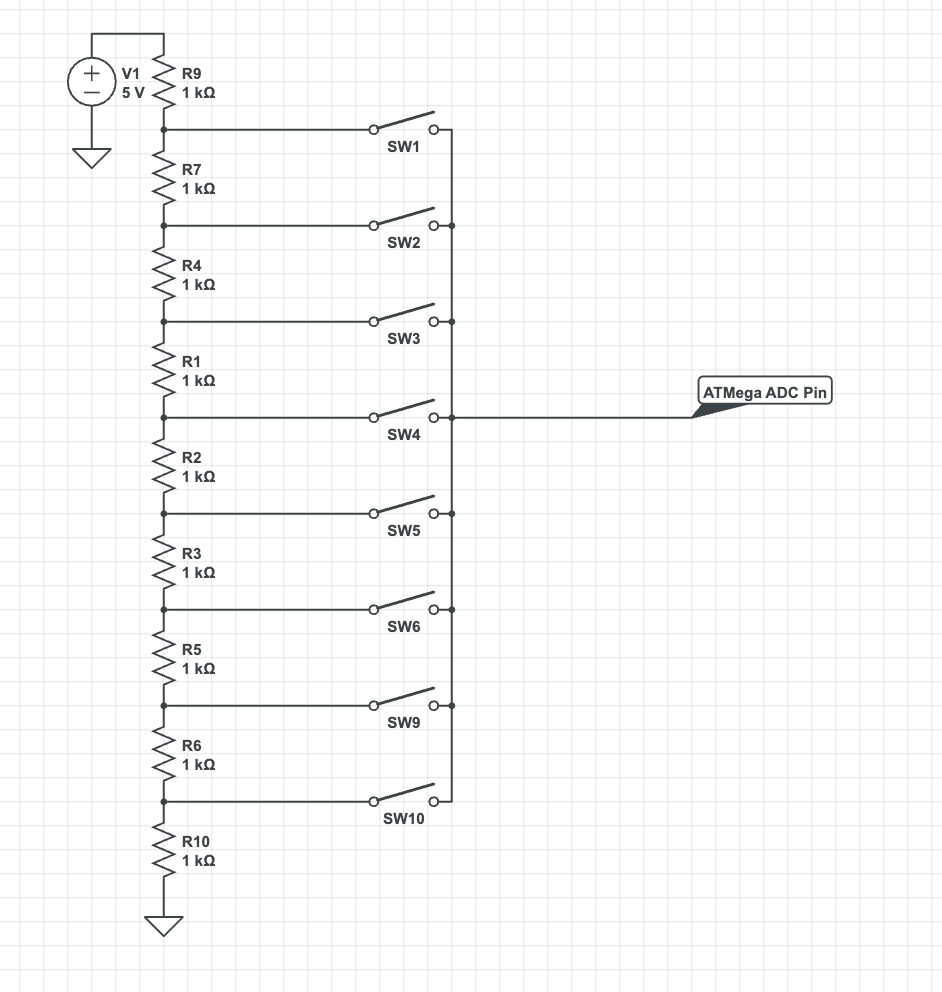 V1
5 V
R9
1 kΩ
SW1
R7
1 kΩ
SW2
R4
1 kΩ
SW3
R1
1 kΩ
ATMega ADC Pin
SW4
R2
1 kΩ
SW5
R3
1 kΩ
SW6
R5
1 kΩ
SW9
R6
1 kΩ
SW10
R10
1 kΩ